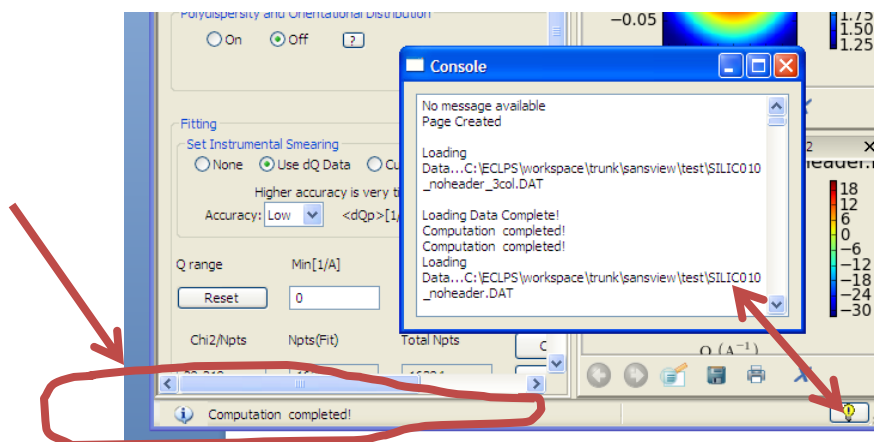 Polydispersity and Orientational Distribution
On
Off
?
−0.05
1.75
1.50
1.25
Console
No message available
Page Created
Loading
Data...C:\ECLPS\workspace\trunk\sansview\test\SILIC010
_noheader_3col.DAT
Loading Data Complete!
Computation completed!
Computation completed!
Loading
Data...C:\ECLPS\workspace\trunk\sansview\test\SILIC010
_noheader.DAT
Fitting
Set Instrumental Smearing
None
Use dQ Data
Higher accuracy is very
Accuracy:
Low
<dQp>[1/
Q range
Min[1/A]
Reset
0
Chi2/Npts
Npts(Fit)
Total Npts
2
18
12
6
0
−6
−12
−18
−24
−30
Q (A⁻¹)
Computation completed!